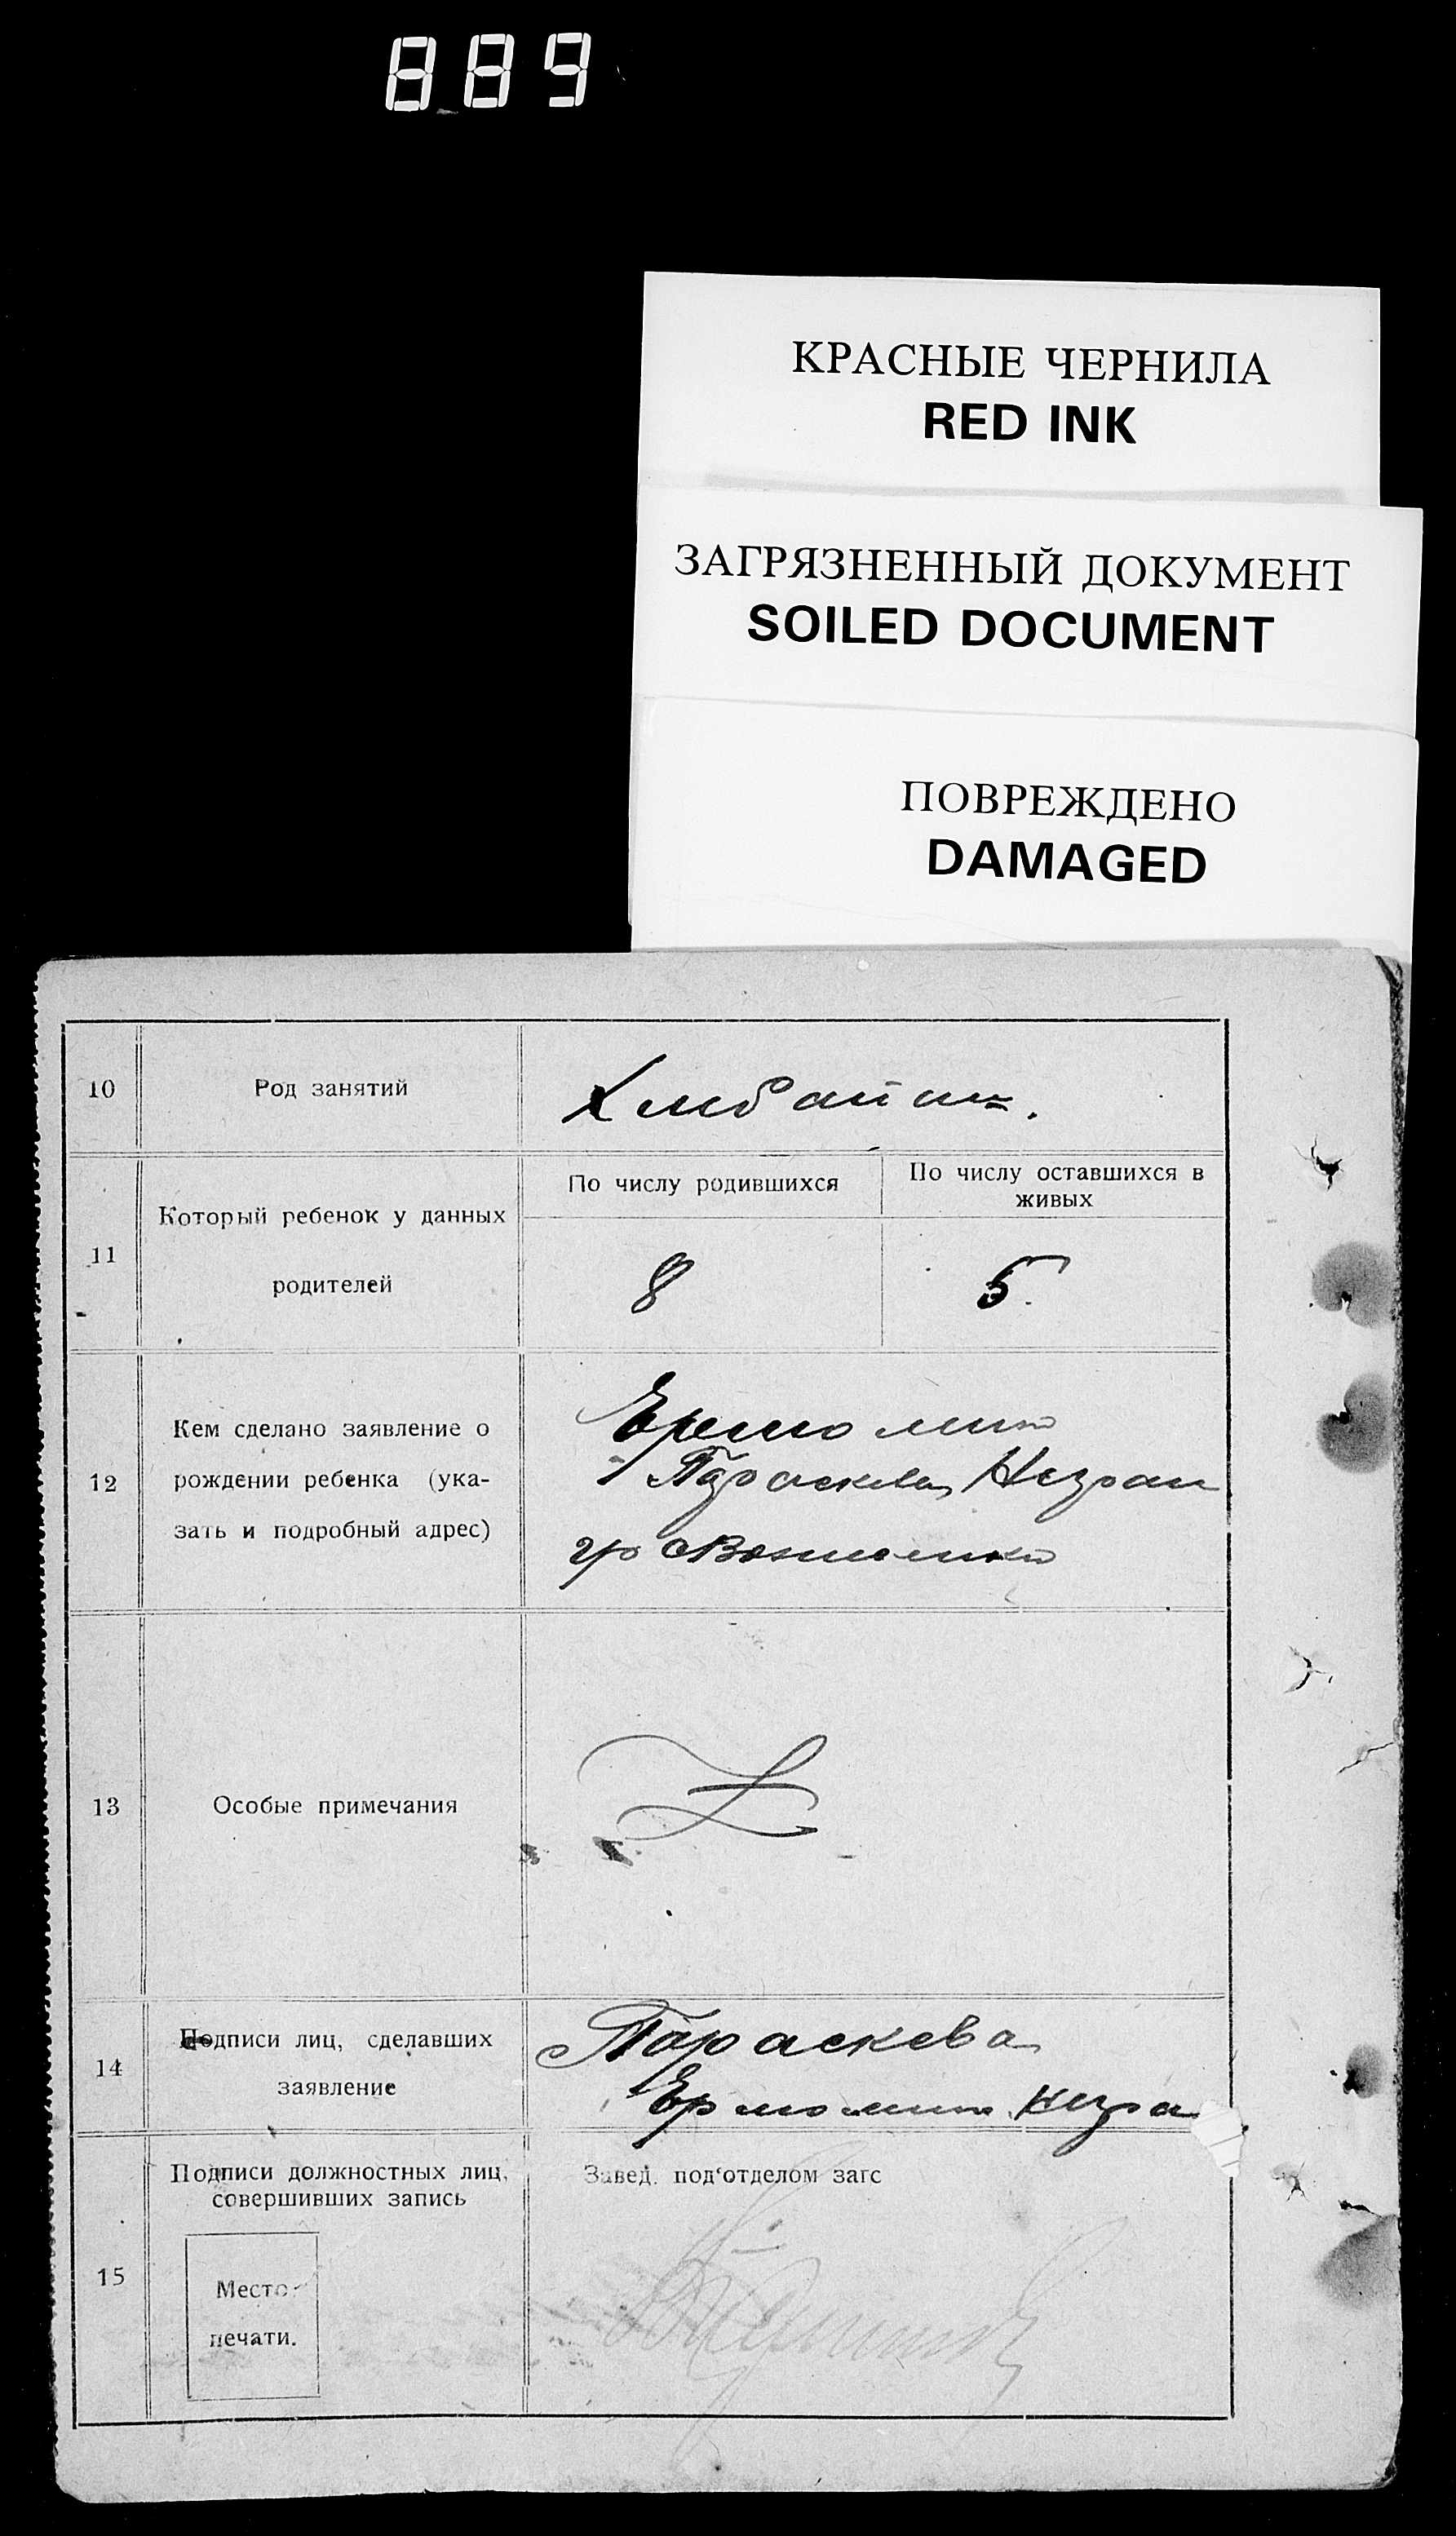 889
КРАСНЫЕ ЧЕРНИЛА
RED INK
ЗАГРЯЗНЕННЫЙ ДОКУМЕНТ
SOILED DOCUMENT
ПОВРЕЖДЕНО
DAMAGED
10 Род занятий
11 Который ребенок у данных
родителей
По числу родившихся
По числу оставшихся в
живых
8 5
12 Кем сделано заявление о
рождении ребенка (ука-
зать и подробный адрес)
Параскева
гр
13 Особые примечания
14 Подписи лиц, сделавших
заявление
Параскева
15 Подписи должностных лиц,
совершивших запись
Место
печати.
Завед. под'отделом загс